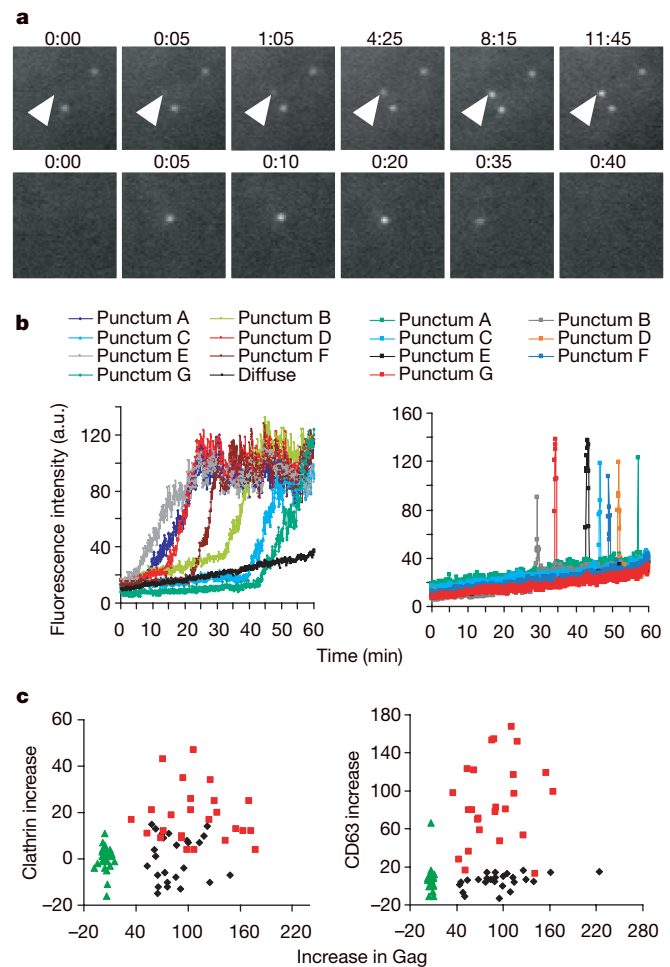 a
0:00 0:05 1:05 4:25 8:15 11:45
0:00 0:05 0:10 0:20 0:35 0:40
b
Punctum A Punctum B
Punctum C Punctum D
Punctum E Punctum F
Punctum G Diffuse
Punctum A Punctum B
Punctum C Punctum D
Punctum E Punctum F
Punctum G
Fluorescence intensity (a.u.)
120
80
40
20
0
0 10 20 30 40 50 60
160
120
80
40
20
0
0 10 20 30 40 50 60
Time (min)
c
Clathrin increase
60
40
20
0
−20
−20 40 100 160 220
CD63 increase
180
140
100
60
20
−20
−20 40 100 160 220 280
Increase in Gag